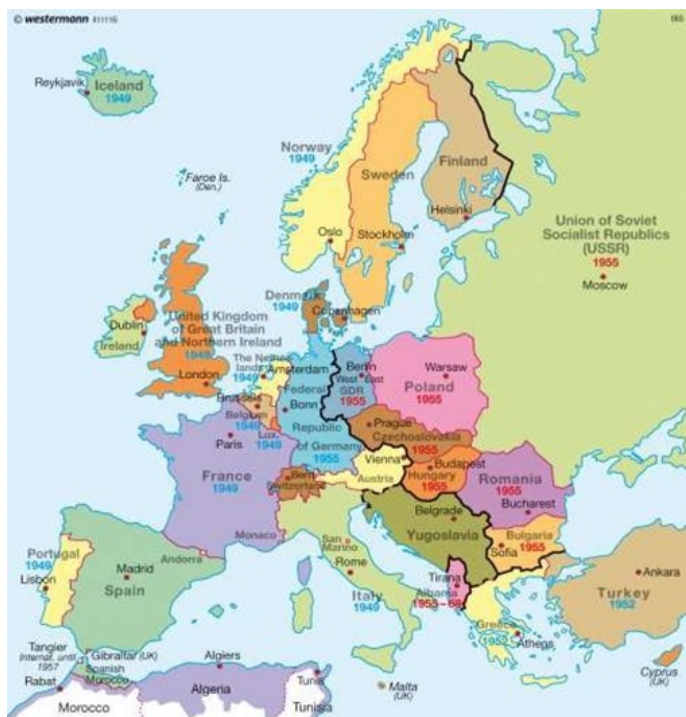 © westermann 411116
Iceland
Reykjavik
1949
Norway
1949
Faroe Is.
(Den.)
Sweden
Finland
Helsinki
Oslo
Stockholm
Union of Soviet
Socialist Republics
(USSR)
1955
Moscow
Denmark
1949
Copenhagen
United Kingdom
of Great Britain
and Northern Ireland
1949
Dublin
Ireland
London
The Nether-
lands
1949
Amsterdam
Brussels
Belgium
1949
Lux.
1949
Federal
Bonn
Republic
of Germany
1955
Berlin
West East
GDR
1955
Warsaw
Poland
1955
Prague
Czechoslovakia
1955
Paris
France
1949
Bern
Switzerland
Vienna
Austria
Budapest
Hungary
1955
Romania
1955
Bucharest
Belgrade
Yugoslavia
Bulgaria
Sofia
1955
Monaco
San
Marino
Andorra
Portugal
1949
Lisbon
Madrid
Spain
Rome
Italy
1949
Tirana
Albania
1955–68
Greece
1952
Athens
Ankara
Turkey
1952
Tangier
Internat. until
1957
Gibraltar (UK)
Spanish
Morocco
Rabat
Morocco
Algiers
Algeria
Tunis
Tunisia
Malta
(UK)
Cyprus
(UK)